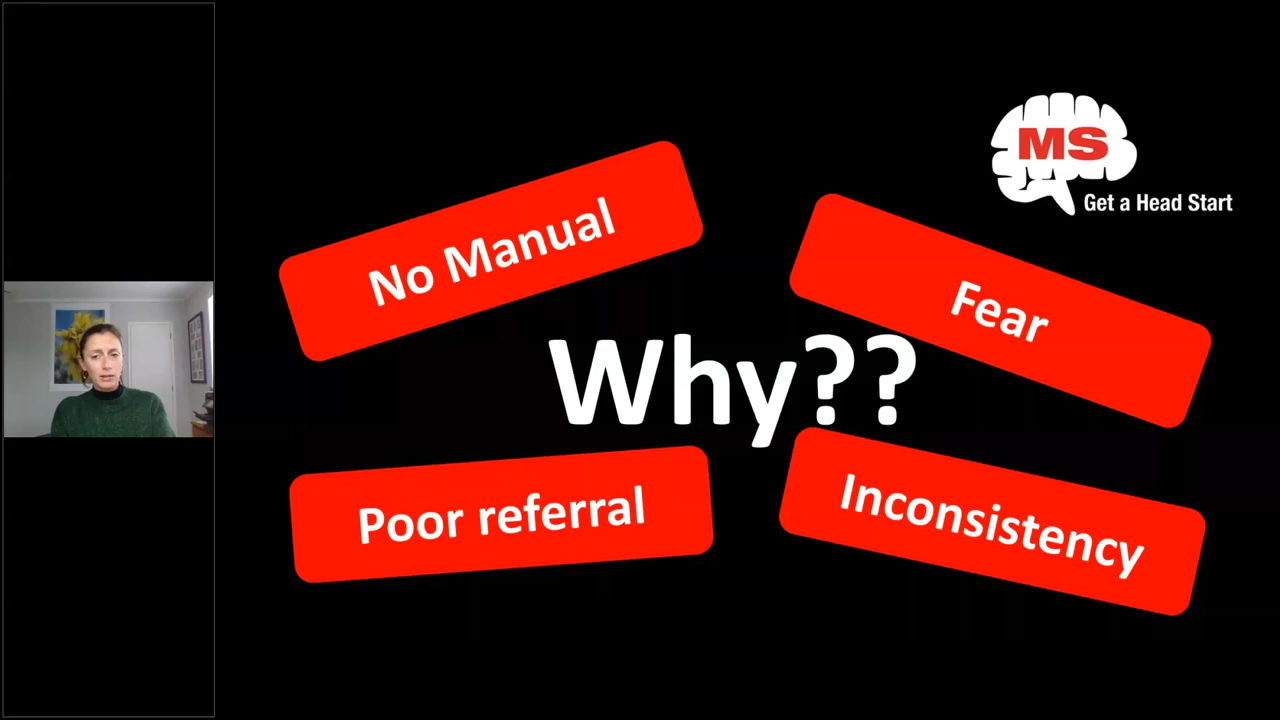 MS
Get a Head Start
No Manual
Fear
Why??
Poor referral
Inconsistency